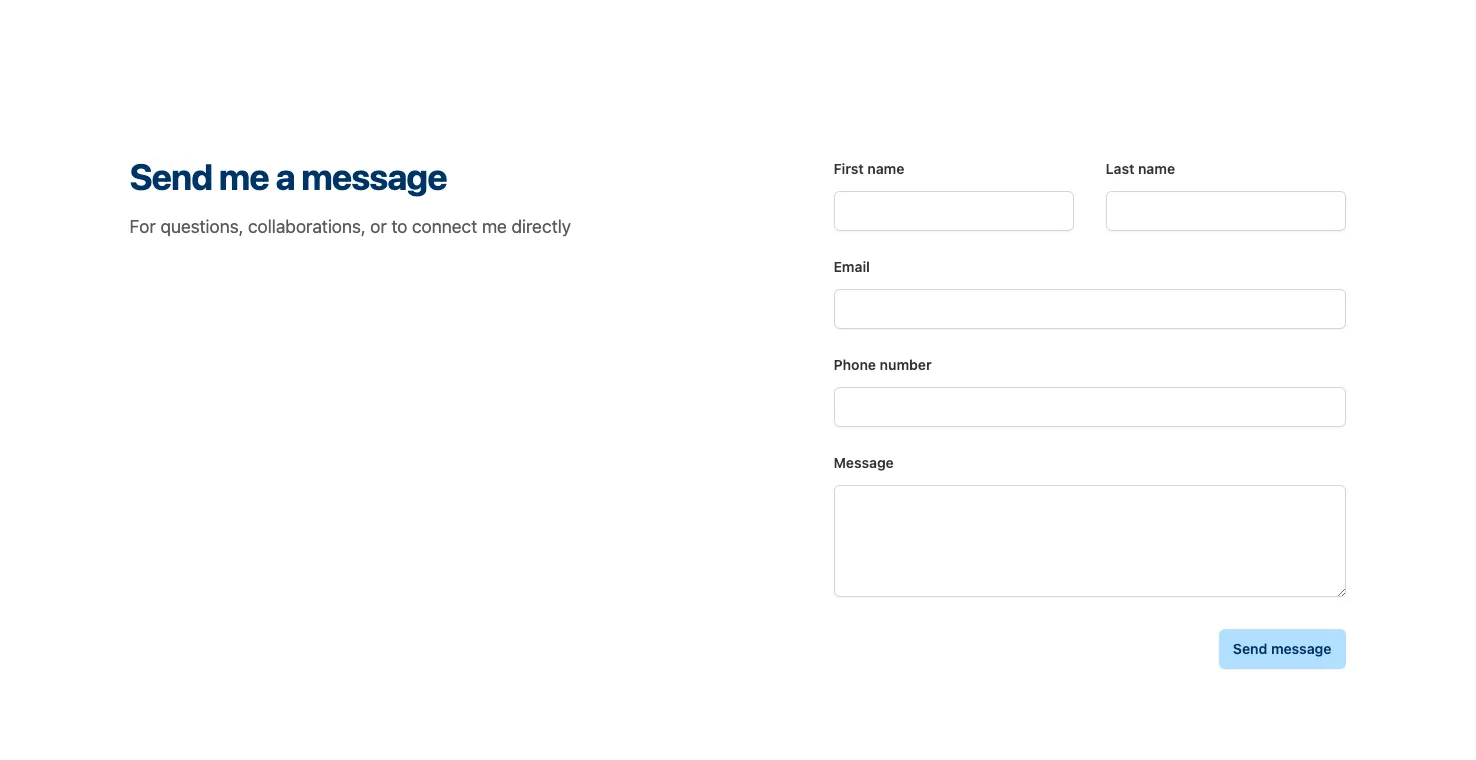 Send me a message
For questions, collaborations, or to connect me directly
First name
Last name
Email
Phone number
Message
Send message